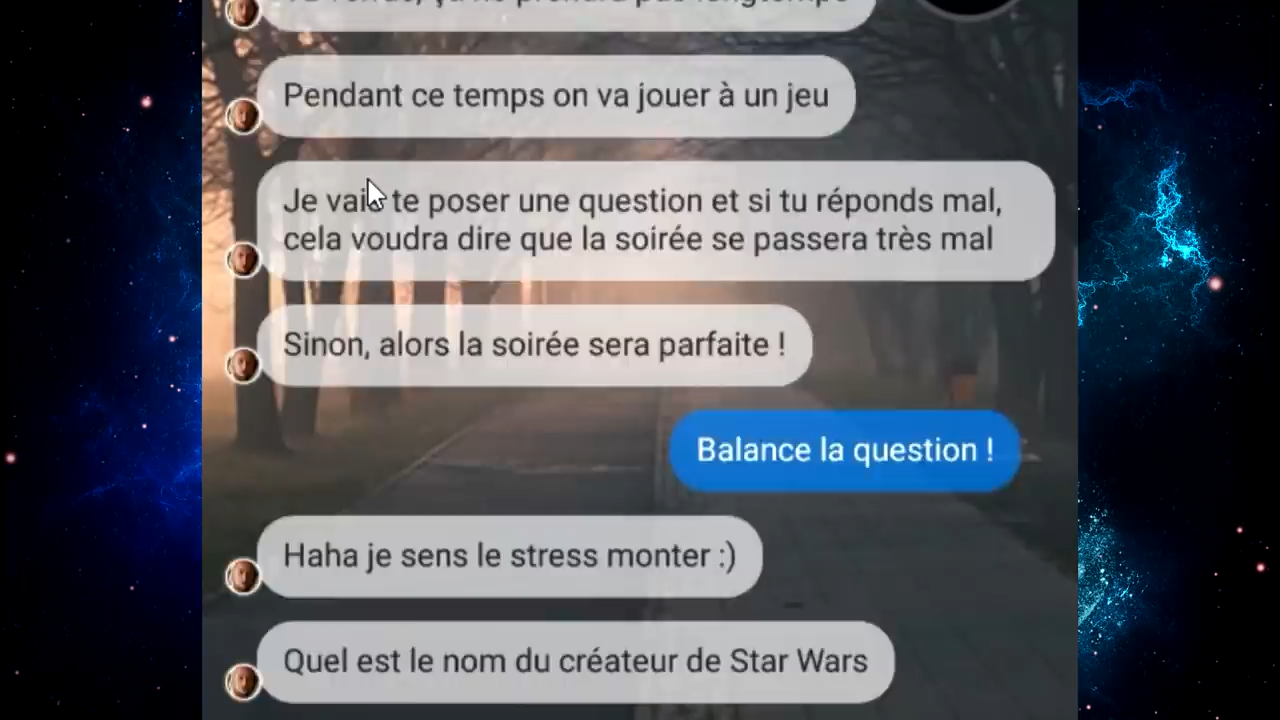 Pendant ce temps on va jouer à un jeu
Je vais te poser une question et si tu réponds mal,
cela voudra dire que la soirée se passera très mal
Sinon, alors la soirée sera parfaite !
Balance la question !
Haha je sens le stress monter :)
Quel est le nom du créateur de Star Wars